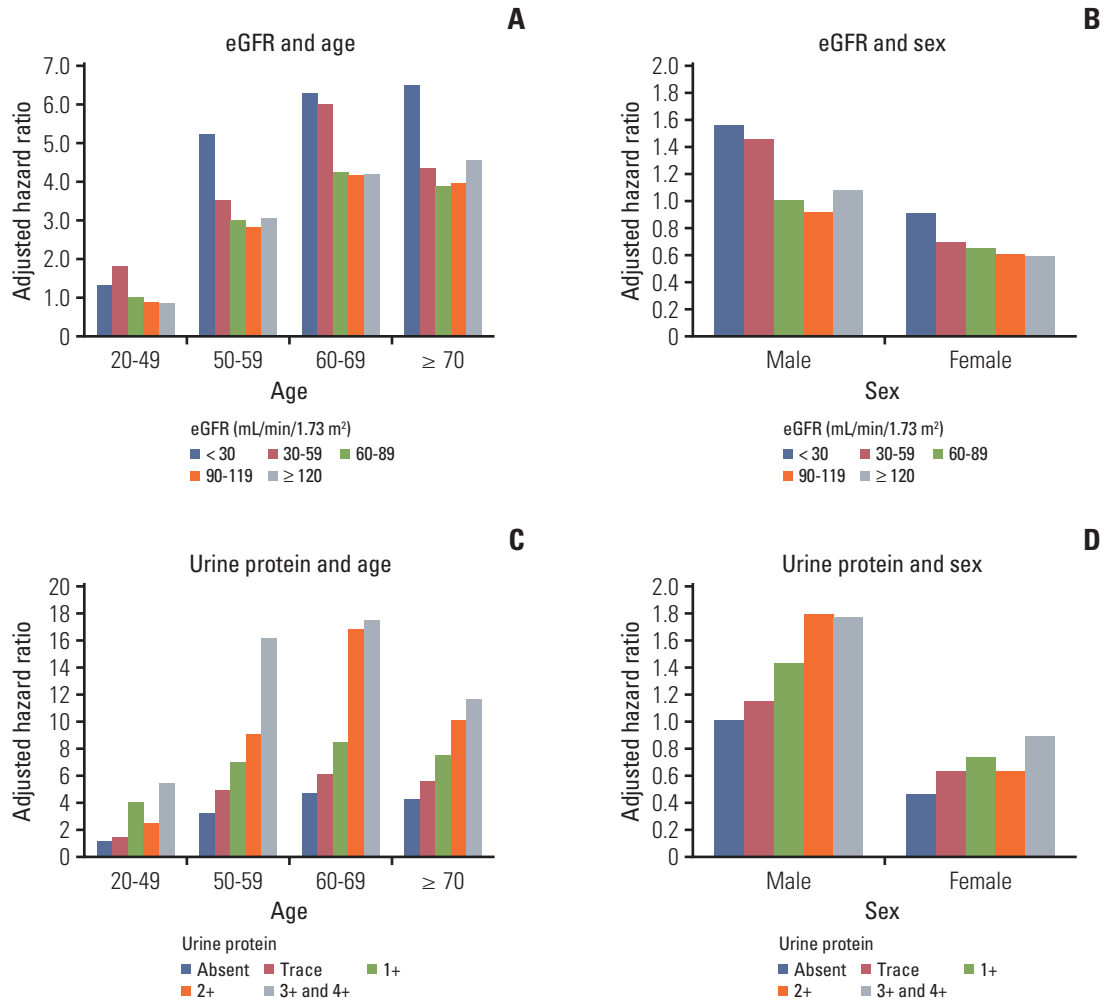 A
eGFR and age
Adjusted hazard ratio
7.0
6.0
5.0
4.0
3.0
2.0
1.0
0
20-49 50-59 60-69 ≥ 70
Age
eGFR (mL/min/1.73 m²)
< 30 30-59 60-89
90-119 ≥ 120
B
eGFR and sex
Adjusted hazard ratio
2.0
1.8
1.6
1.4
1.2
1.0
0.8
0.6
0.4
0.2
0
Male Female
Sex
eGFR (mL/min/1.73 m²)
< 30 30-59 60-89
90-119 ≥ 120
C
Urine protein and age
Adjusted hazard ratio
20
18
16
14
12
10
8
6
4
2
0
20-49 50-59 60-69 ≥ 70
Age
Urine protein
Absent Trace 1+
2+ 3+ and 4+
D
Urine protein and sex
Adjusted hazard ratio
2.0
1.8
1.6
1.4
1.2
1.0
0.8
0.6
0.4
0.2
0
Male Female
Sex
Urine protein
Absent Trace 1+
2+ 3+ and 4+